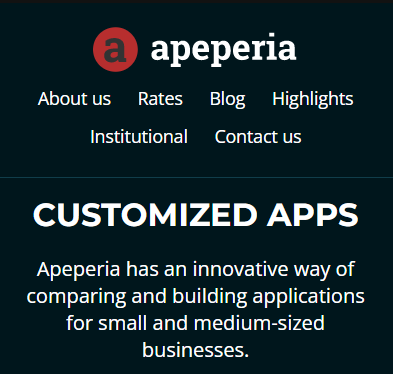 a apeperia
About us Rates Blog Highlights
Institutional Contact us
CUSTOMIZED APPS
Apeperia has an innovative way of
comparing and building applications
for small and medium-sized
businesses.